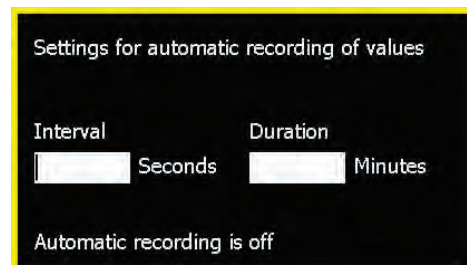 Settings for automatic recording of values
Interval Duration
Seconds Minutes
Automatic recording is off